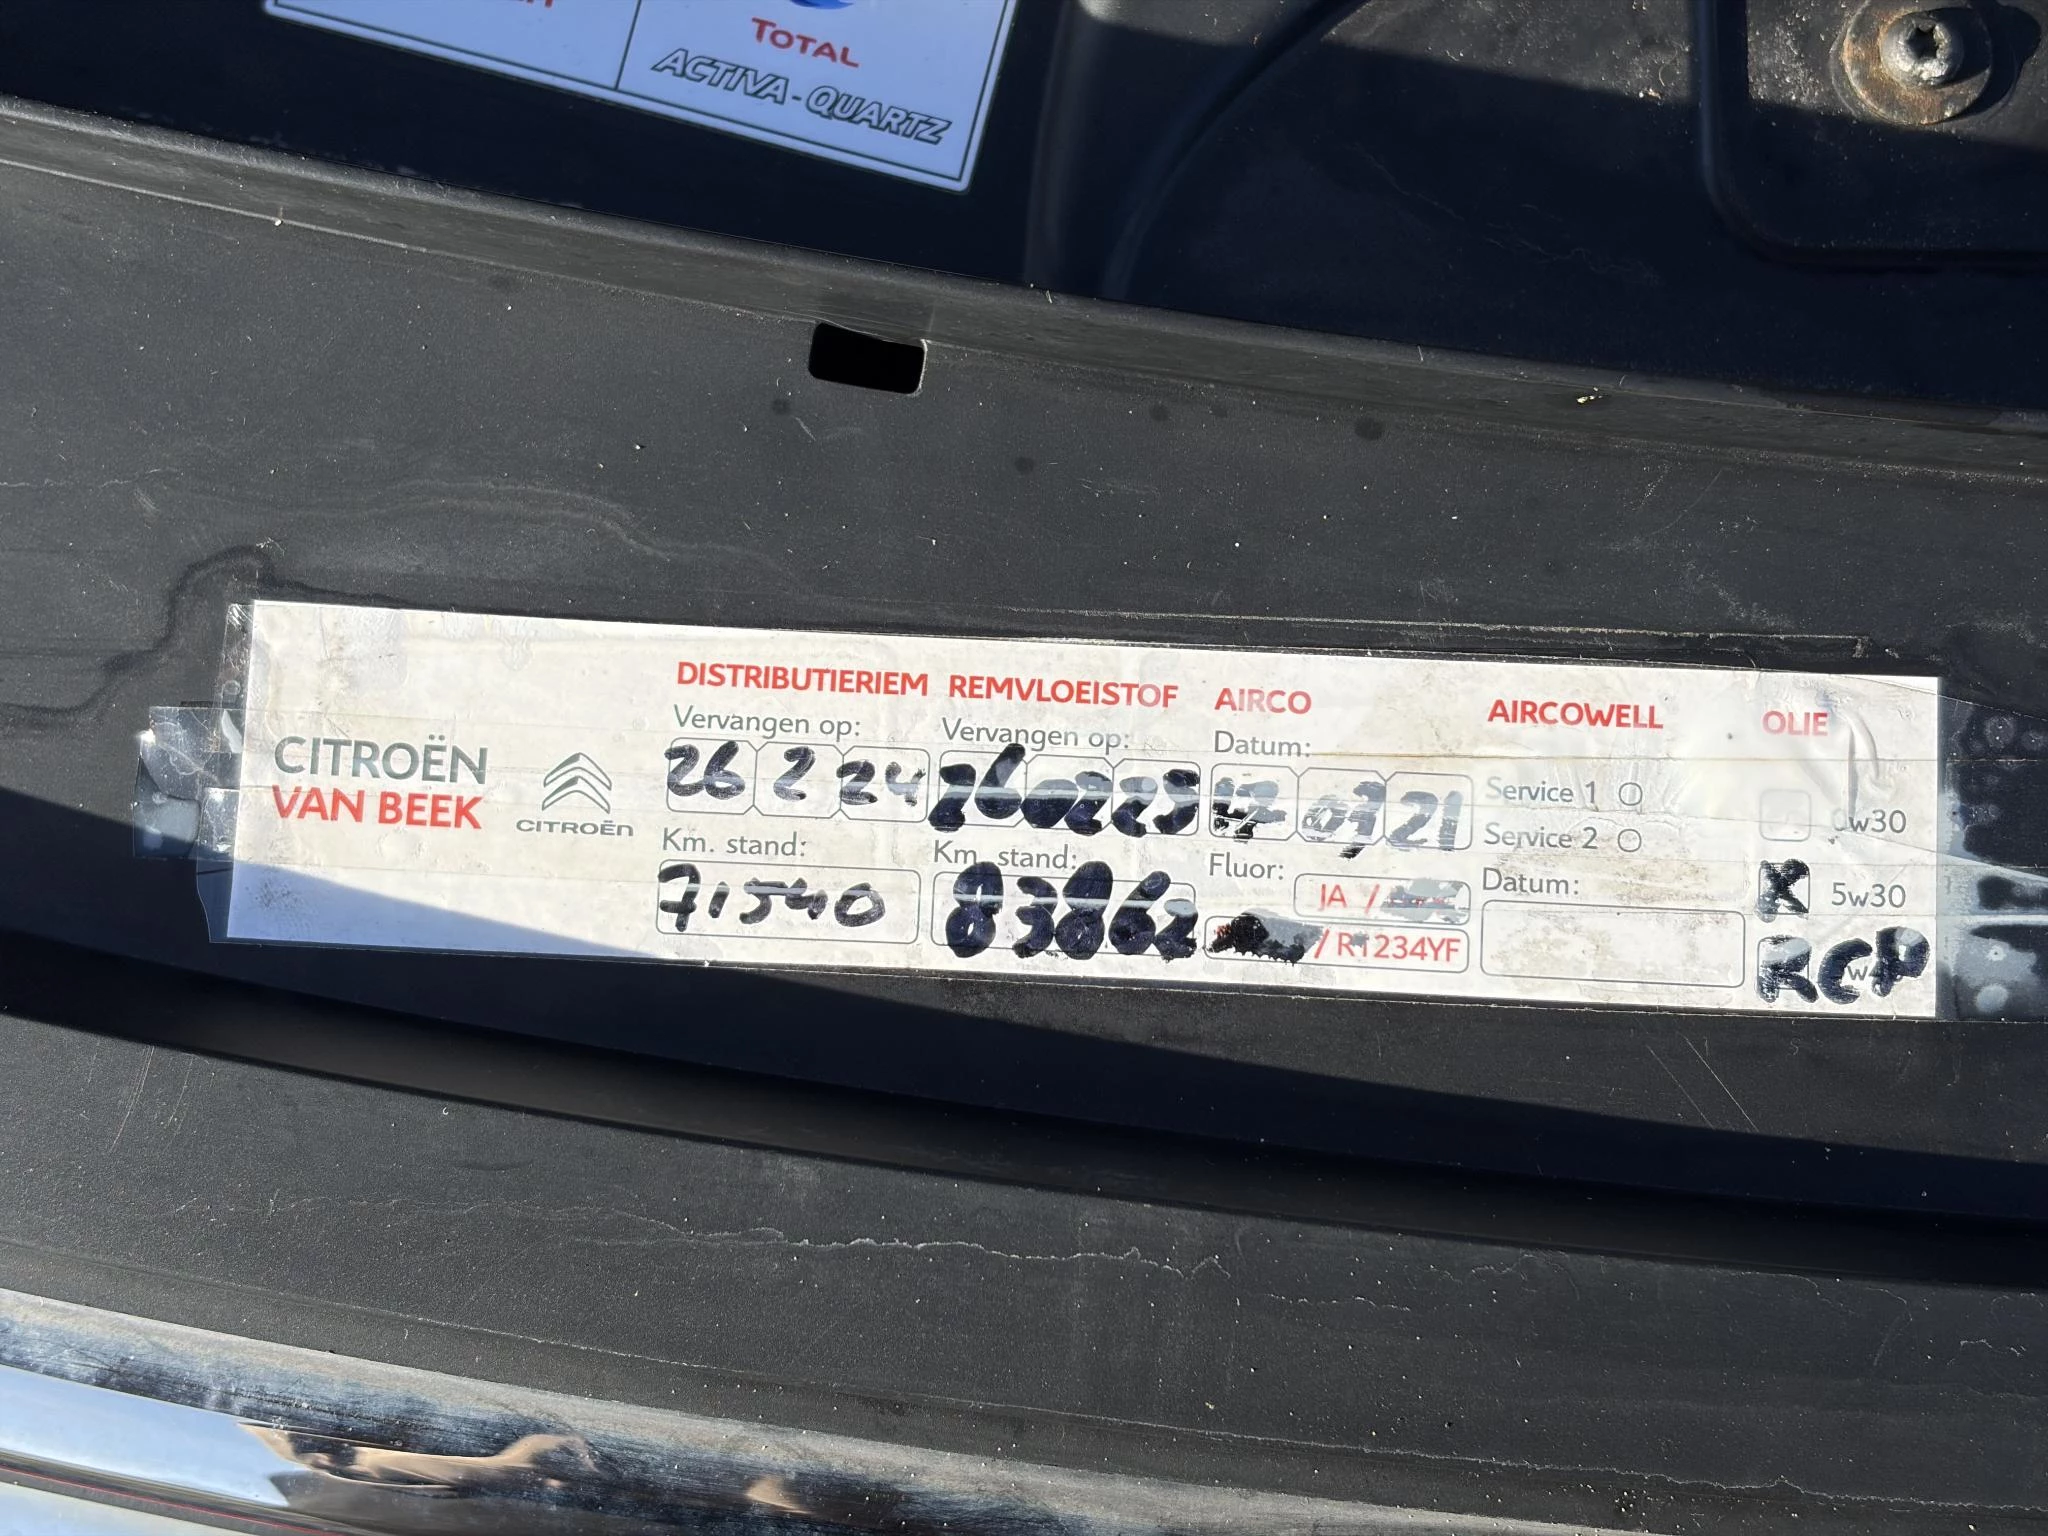 TOTAL
ACTIVA - QUARTZ
CITROËN
VAN BEEK
CITROËN
DISTRIBUTIERIEM
Vervangen op:
26 2 24
Km. stand:
71540
REMVLOEISTOF
Vervangen op:
Km. stand:
83862
AIRCO
Datum:
21
Fluor:
JA /
/ R1234YF
AIRCOWELL
Service 1
Service 2
Datum:
OLIE
0w30
5w30